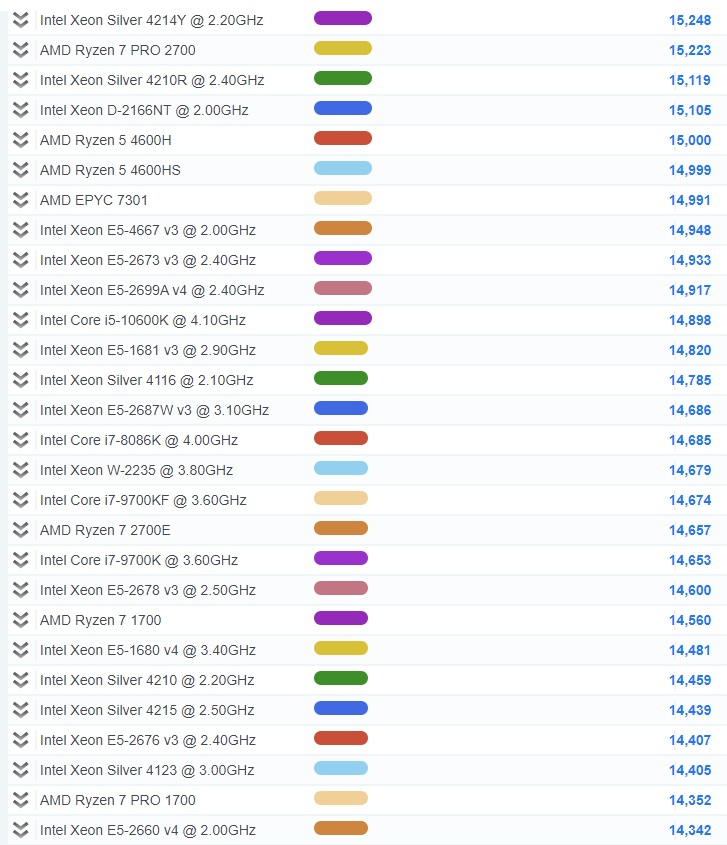 Intel Xeon Silver 4214Y @ 2.20GHz 15,248
AMD Ryzen 7 PRO 2700 15,223
Intel Xeon Silver 4210R @ 2.40GHz 15,119
Intel Xeon D-2166NT @ 2.00GHz 15,105
AMD Ryzen 5 4600H 15,000
AMD Ryzen 5 4600HS 14,999
AMD EPYC 7301 14,991
Intel Xeon E5-4667 v3 @ 2.00GHz 14,948
Intel Xeon E5-2673 v3 @ 2.40GHz 14,933
Intel Xeon E5-2699A v4 @ 2.40GHz 14,917
Intel Core i5-10600K @ 4.10GHz 14,898
Intel Xeon E5-1681 v3 @ 2.90GHz 14,820
Intel Xeon Silver 4116 @ 2.10GHz 14,785
Intel Xeon E5-2687W v3 @ 3.10GHz 14,686
Intel Core i7-8086K @ 4.00GHz 14,685
Intel Xeon W-2235 @ 3.80GHz 14,679
Intel Core i7-9700KF @ 3.60GHz 14,674
AMD Ryzen 7 2700E 14,657
Intel Core i7-9700K @ 3.60GHz 14,653
Intel Xeon E5-2678 v3 @ 2.50GHz 14,600
AMD Ryzen 7 1700 14,560
Intel Xeon E5-1680 v4 @ 3.40GHz 14,481
Intel Xeon Silver 4210 @ 2.20GHz 14,459
Intel Xeon Silver 4215 @ 2.50GHz 14,439
Intel Xeon E5-2676 v3 @ 2.40GHz 14,407
Intel Xeon Silver 4123 @ 3.00GHz 14,405
AMD Ryzen 7 PRO 1700 14,352
Intel Xeon E5-2660 v4 @ 2.00GHz 14,342